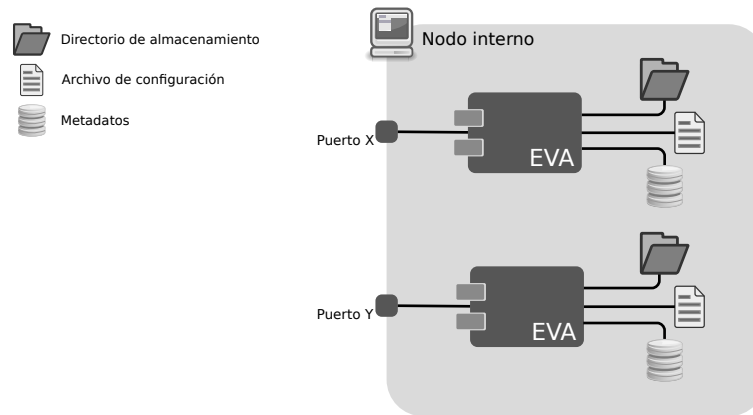 Directorio de almacenamiento
Archivo de configuración
Metadatos
Nodo interno
Puerto X
EVA
Puerto Y
EVA